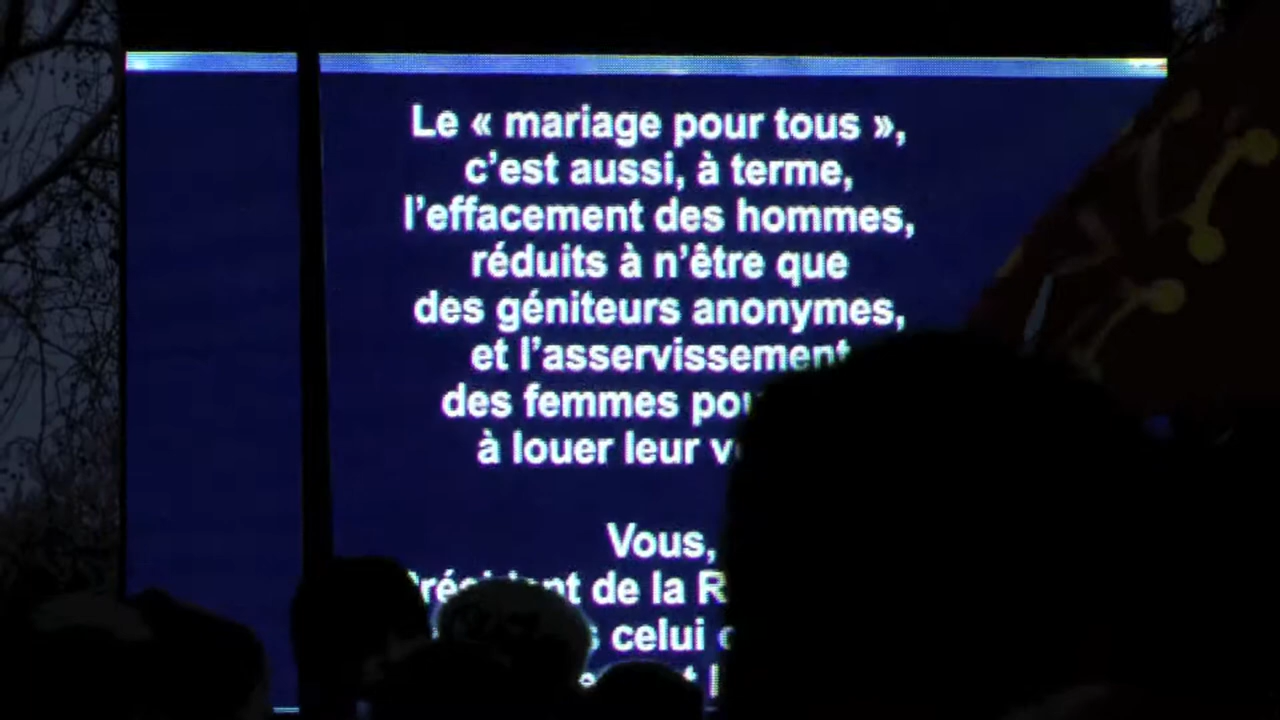 Le « mariage pour tous »,
c'est aussi, à terme,
l'effacement des hommes,
réduits à n'être que
des géniteurs anonymes,
et l'asservissement
des femmes
à louer leur
Vous,
de la
celui